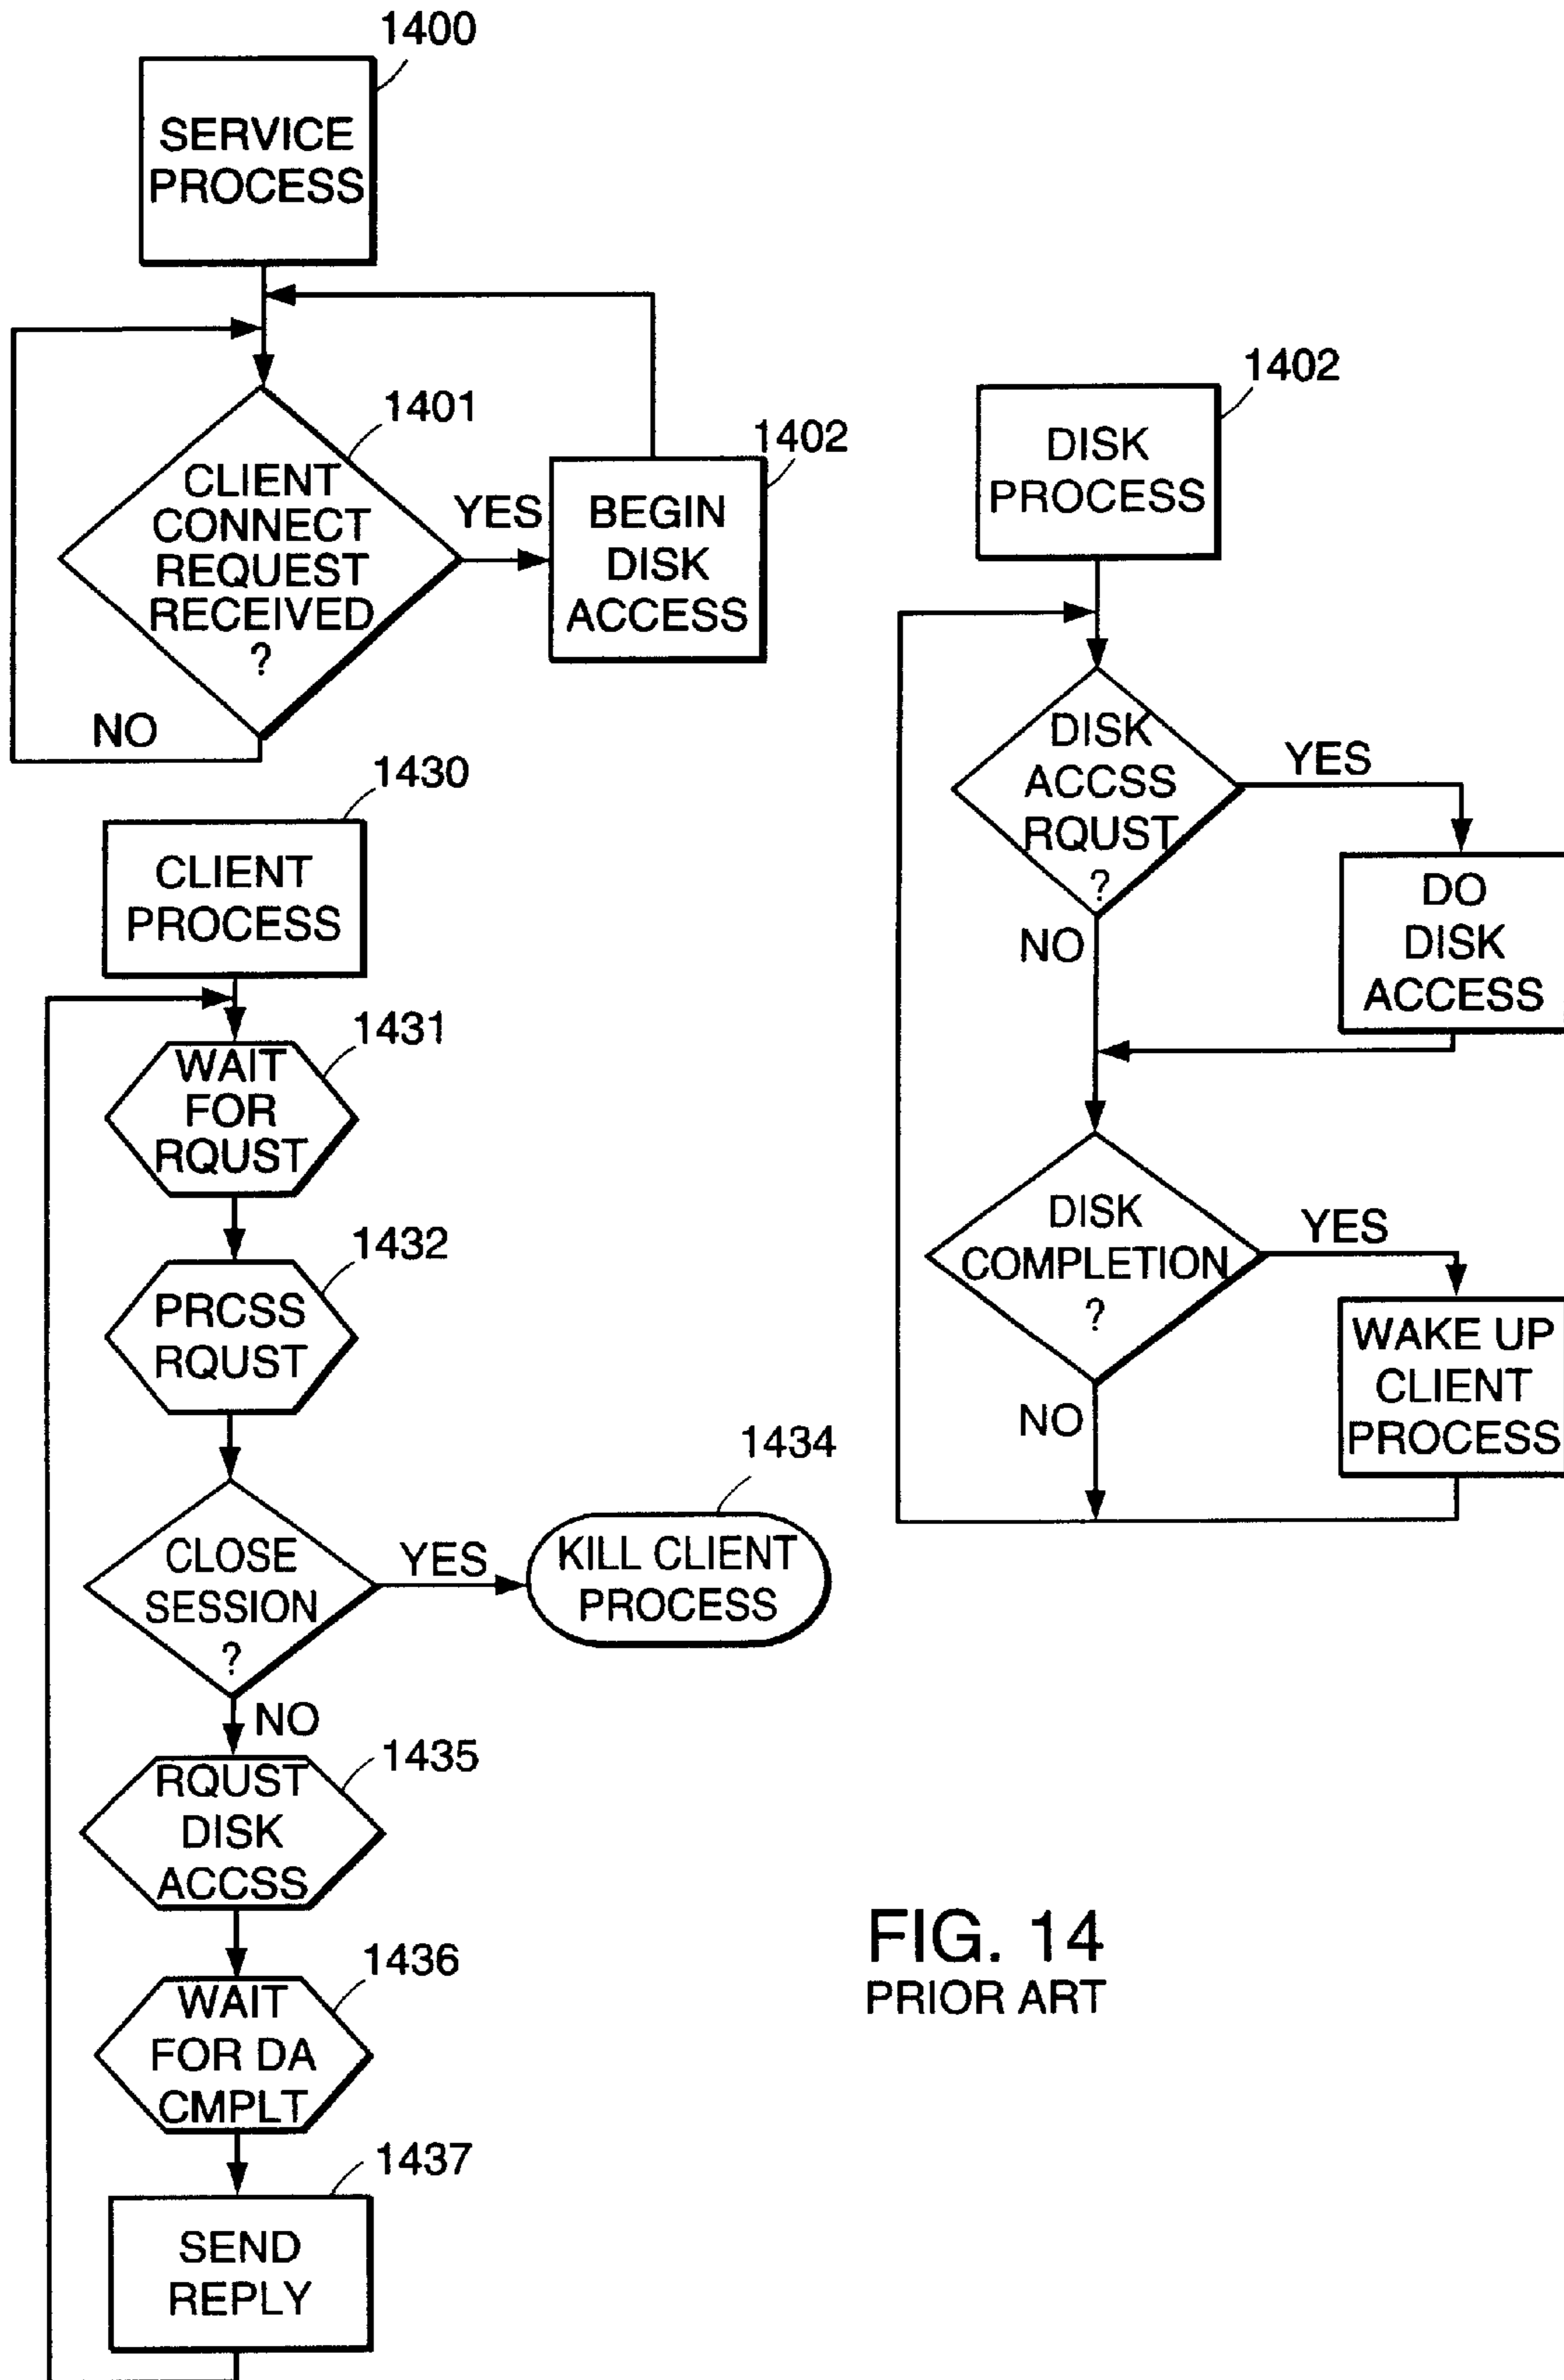 1400
SERVICE
PROCESS
1401
CLIENT
CONNECT
REQUEST
RECEIVED
?
YES
NO
1402
BEGIN
DISK
ACCESS
1430
CLIENT
PROCESS
1431
WAIT
FOR
RQUST
1432
PRCSS
RQUST
CLOSE
SESSION
?
YES
1434
KILL CLIENT
PROCESS
NO
1435
RQUST
DISK
ACCSS
1436
WAIT
FOR DA
CMPLT
1437
SEND
REPLY
1402
DISK
PROCESS
DISK
ACCSS
RQUST
?
YES
DO
DISK
ACCESS
NO
DISK
COMPLETION
?
YES
WAKE UP
CLIENT
PROCESS
NO
FIG. 14
PRIOR ART